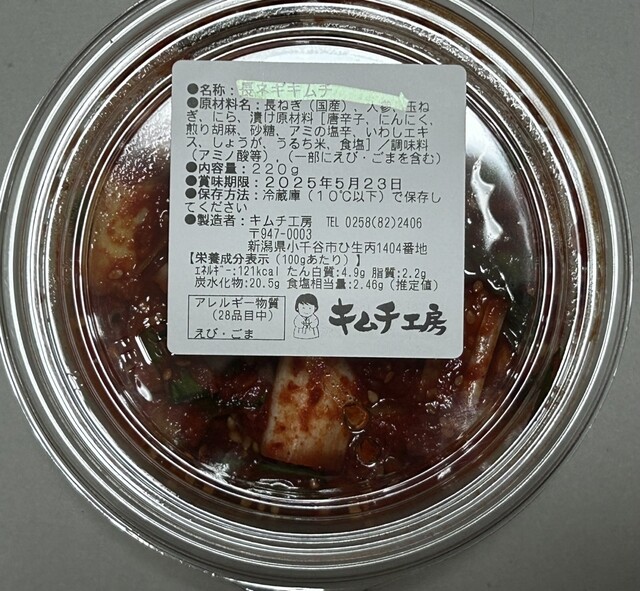 ●名称：長ネギキムチ
●原材料名：長ねぎ（国産）、人参、玉ね
ぎ、にら、漬け原材料［唐辛子、にんにく、
煎り胡麻、砂糖、アミの塩辛、いわしエキ
ス、しょうが、うるち米、食塩］／調味料
（アミノ酸等）、（一部にえび・ごまを含む）
●内容量：２２０ｇ
●賞味期限：２０２５年５月２３日
●保存方法：冷蔵庫（１０℃以下）で保存し
てください
●製造者：キムチ工房 TEL 0258(82)2406
〒947-0003
新潟県小千谷市ひ生丙1404番地
【栄養成分表示（100gあたり）】
ｴﾈﾙｷﾞｰ:121kcal たん白質:4.9g 脂質:2.2g
炭水化物:20.5g 食塩相当量:2.46g（推定値）
アレルギー物質
（28品目中）
えび・ごま
キムチ工房